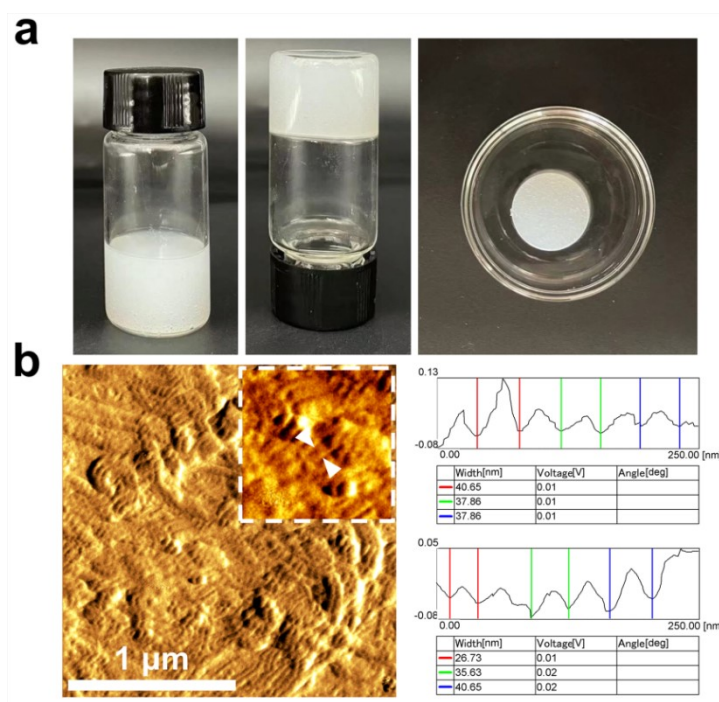 a
b
1 μm
0.13
-0.08
0.00 250.00 [nm]
Width[nm] Voltage[V] Angle[deg]
40.65 0.01
37.86 0.01
37.86 0.01
0.05
-0.08
0.00 250.00 [nm]
Width[nm] Voltage[V] Angle[deg]
26.73 0.01
35.63 0.02
40.65 0.02